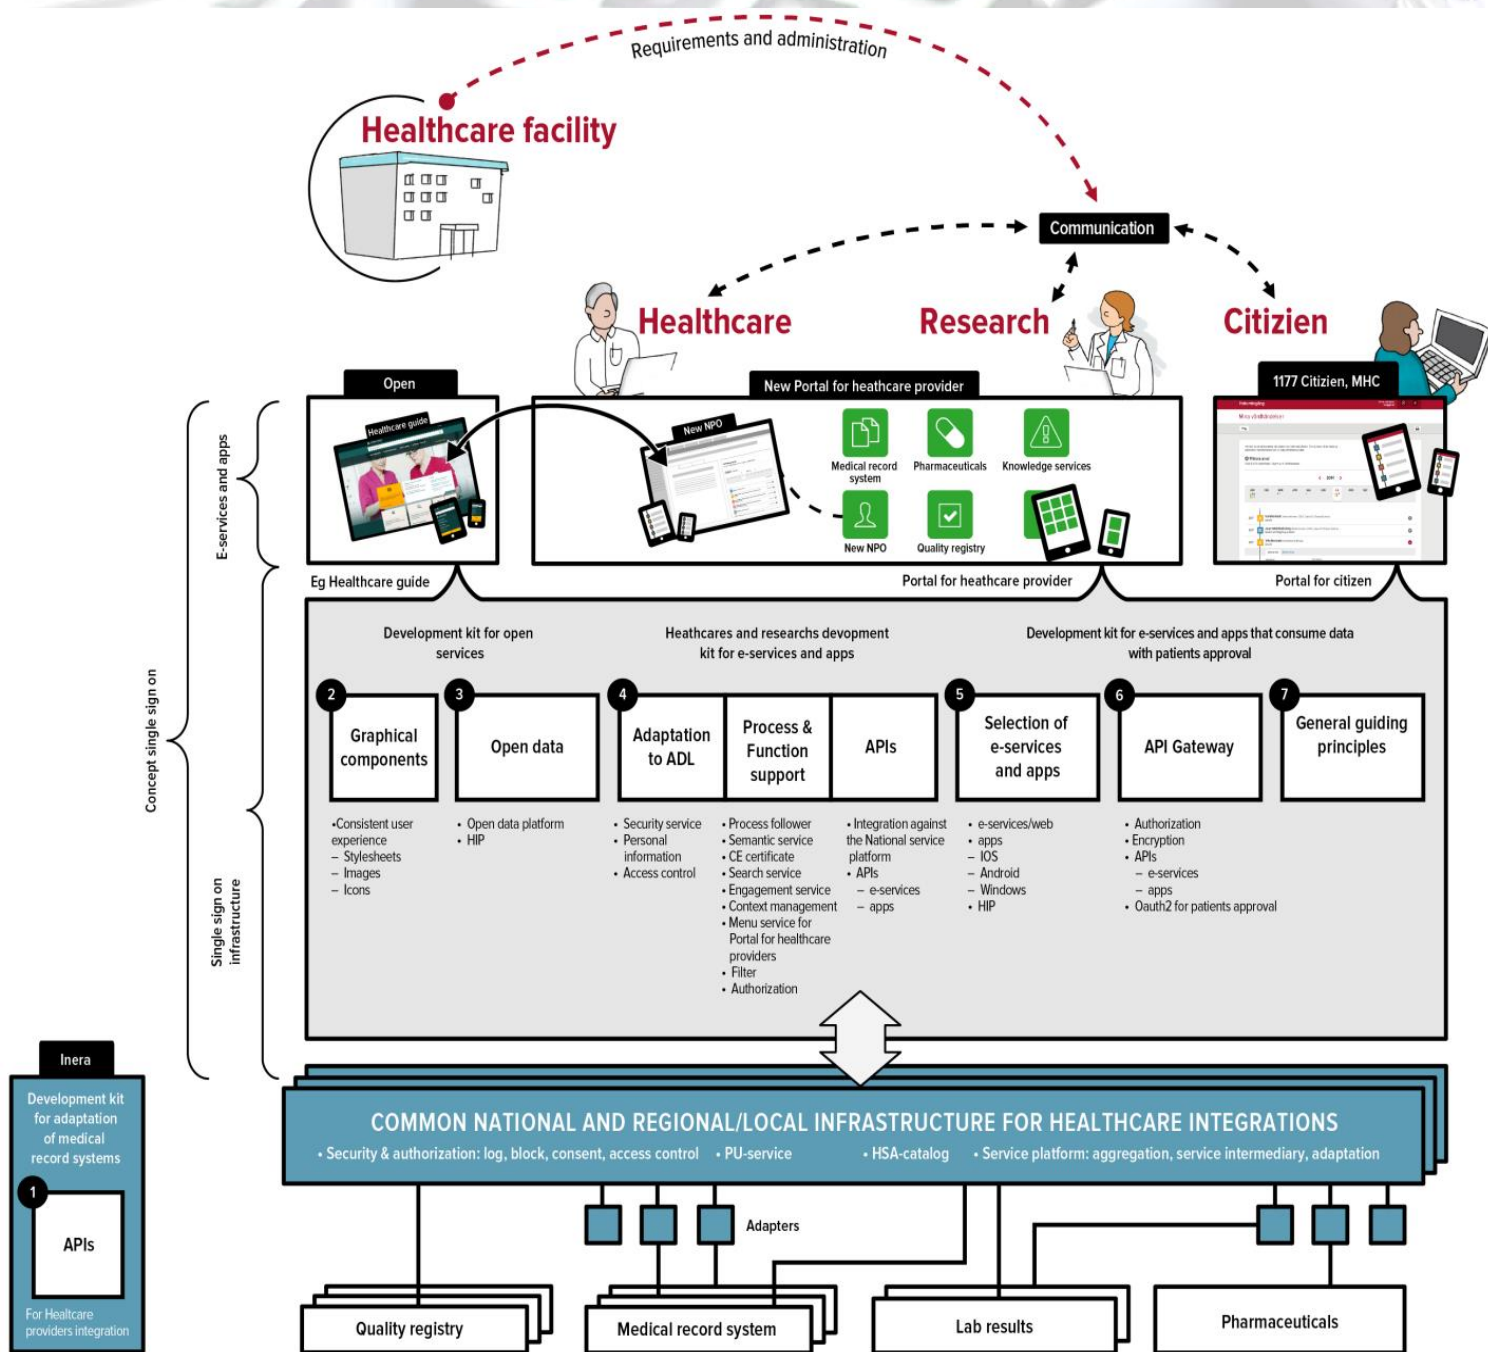 Requirements and administration
Healthcare facility
Communication
Healthcare
Research
Citizien
Open
New Portal for heathcare provider
1177 Citizien, MHC
Healthcare guide
New NPO
Medical record
system
Pharmaceuticals
Knowledge services
New NPO
Quality registry
Eg Healthcare guide
Portal for heathcare provider
Portal for citizen
E-services and apps
Concept single sign on
Single sign on
infrastructure
Development kit for open
services
Heathcares and researchs devopment
kit for e-services and apps
Development kit for e-services and apps that consume data
with patients approval
2
Graphical
components
•Consistent user
experience
– Stylesheets
– Images
– Icons
3
Open data
• Open data platform
• HIP
4
Adaptation
to ADL
• Security service
• Personal
information
• Access control
Process &
Function
support
• Process follower
• Semantic service
• CE certificate
• Search service
• Engagement service
• Context management
• Menu service for
Portal for healthcare
providers
• Filter
• Authorization
APIs
• Integration against
the National service
platform
• APIs
– e-services
– apps
5
Selection of
e-services
and apps
• e-services/web
• apps
– IOS
– Android
– Windows
• HIP
6
API Gateway
• Authorization
• Encryption
• APIs
– e-services
– apps
• Oauth2 for patients approval
7
General guiding
principles
Inera
Development kit
for adaptation
of medical
record systems
1
APIs
For Healtcare
providers integration
COMMON NATIONAL AND REGIONAL/LOCAL INFRASTRUCTURE FOR HEALTHCARE INTEGRATIONS
• Security & authorization: log, block, consent, access control • PU-service • HSA-catalog • Service platform: aggregation, service intermediary, adaptation
Adapters
Quality registry
Medical record system
Lab results
Pharmaceuticals